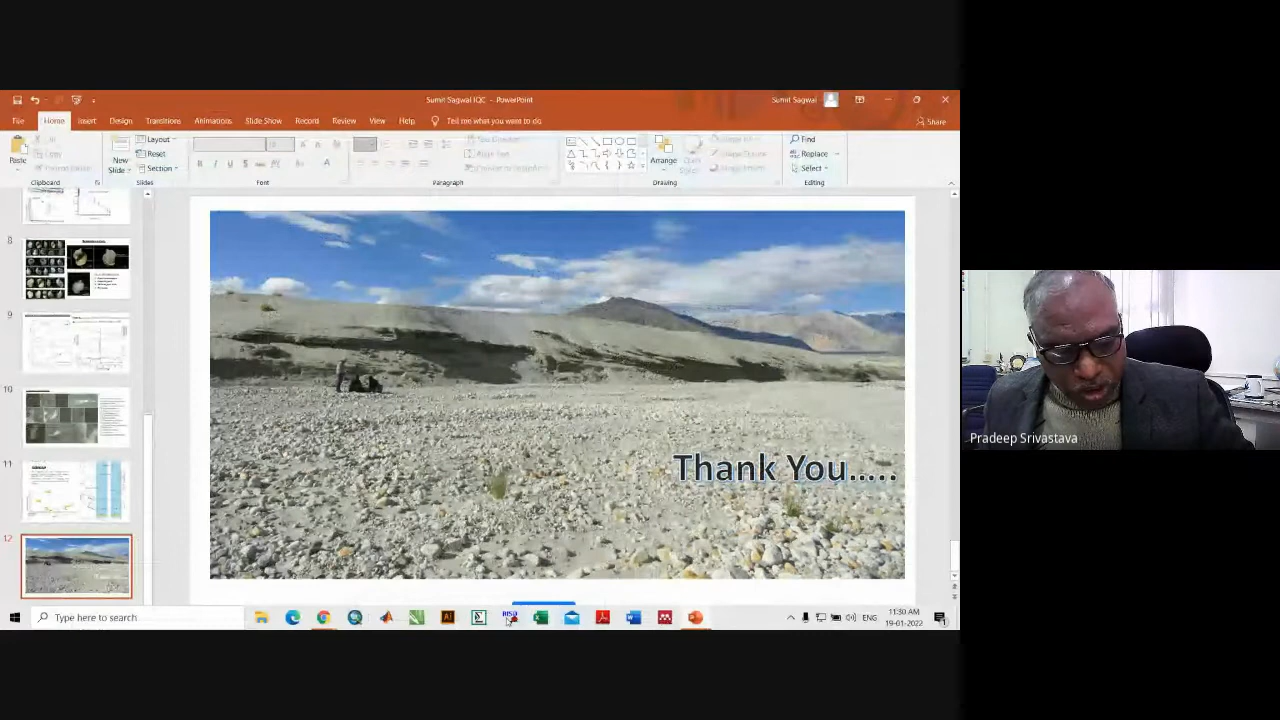 Sumit Sagwal IQC - PowerPoint
Sumit Sagwal
File Home Insert Design Transitions Animations Slide Show Record Review View Help Tell me what you want to do
Share
Paste
Copy
Clipboard
New Slide
Layout
Reset
Section
Slides
Font
Paragraph
Arrange
Drawing
Find
Replace
Select
Editing
8
9
10
11
12
Thank You.....
Pradeep Srivastava
Type here to search
ENG
11:30 AM
19-01-2022